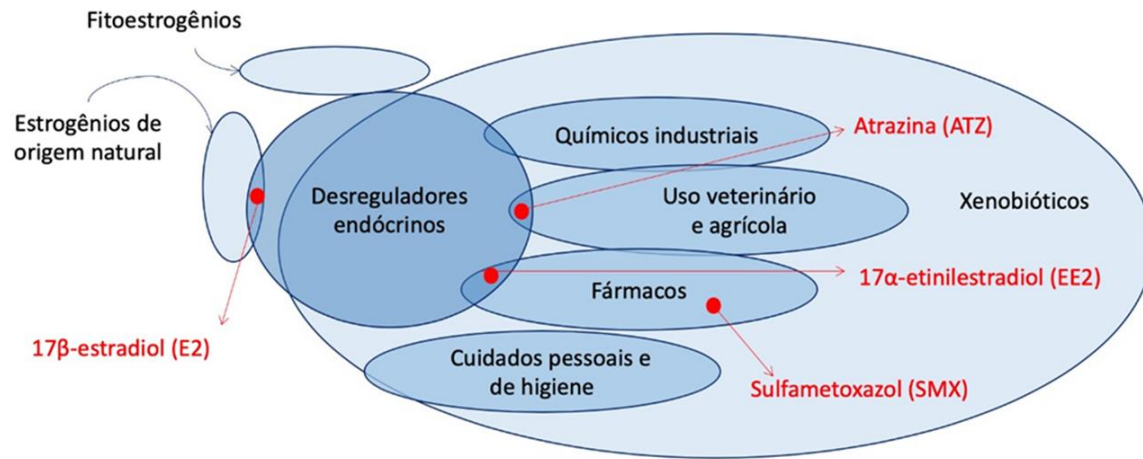 Fitoestrogênios
Estrogênios de
origem natural
Desreguladores
endócrinos
Químicos industriais
Uso veterinário
e agrícola
Fármacos
Cuidados pessoais e
de higiene
Xenobióticos
Atrazina (ATZ)
17α-etinilestradiol (EE2)
Sulfametoxazol (SMX)
17β-estradiol (E2)